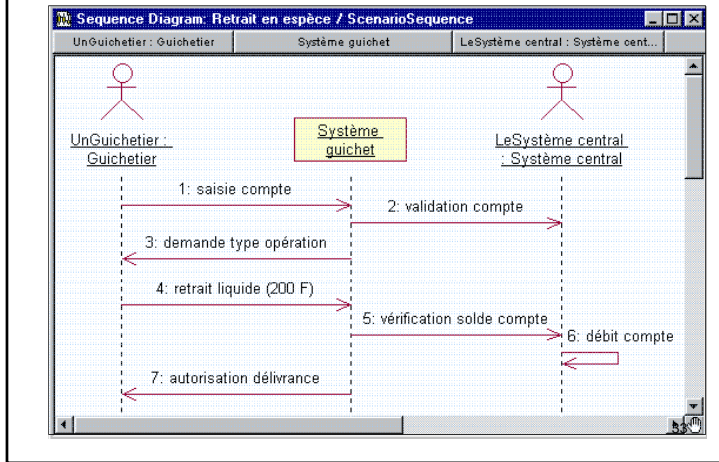 Sequence Diagram: Retrait en espèce / ScenarioSequence
UnGuichetier : Guichetier
Système guichet
LeSystème central : Système cent...
UnGuichetier :
Guichetier
Système
guichet
LeSystème central
: Système central
1: saisie compte
2: validation compte
3: demande type opération
4: retrait liquide (200 F)
5: vérification solde compte
6: débit compte
7: autorisation délivrance
53